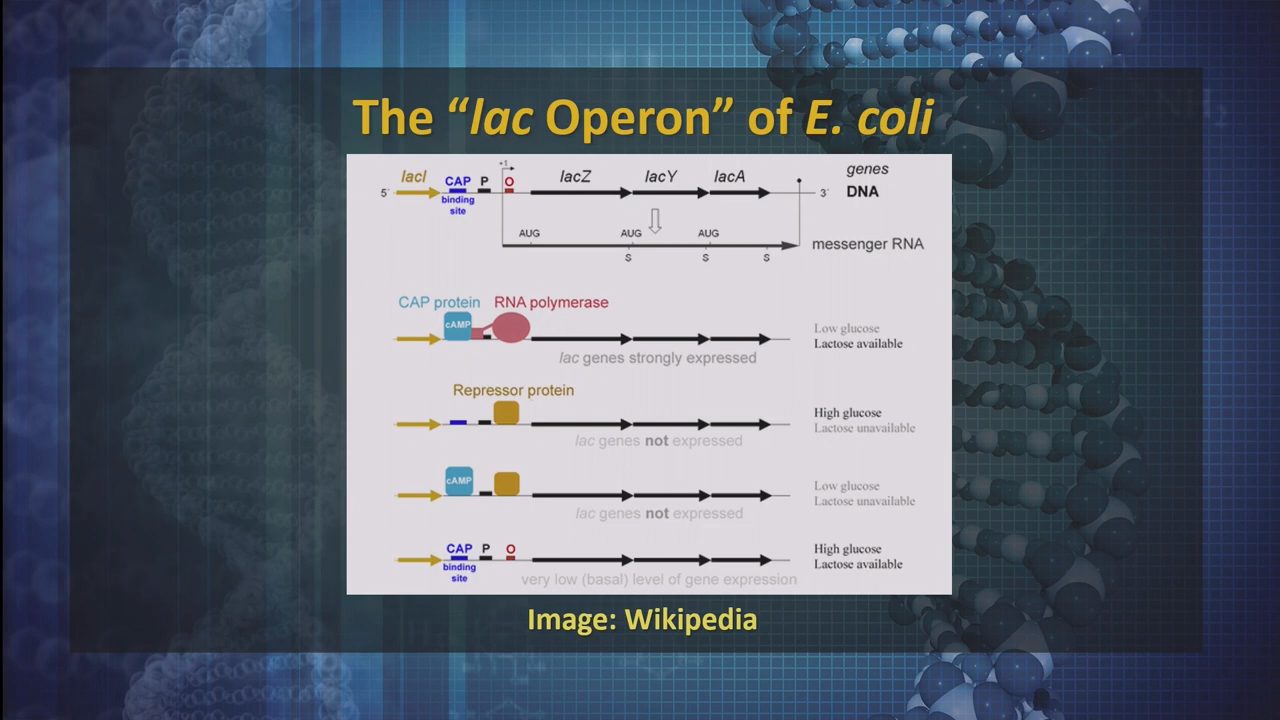 The “lac Operon” of E. coli
+1
lacI CAP P O lacZ lacY lacA genes
5´ 3´ DNA
binding
site
AUG AUG AUG
messenger RNA
S S S
CAP protein RNA polymerase
cAMP
Low glucose
Lactose available
lac genes strongly expressed
Repressor protein
High glucose
Lactose unavailable
lac genes not expressed
cAMP
Low glucose
Lactose unavailable
lac genes not expressed
CAP P O
High glucose
Lactose available
binding
site
very low (basal) level of gene expression
Image: Wikipedia